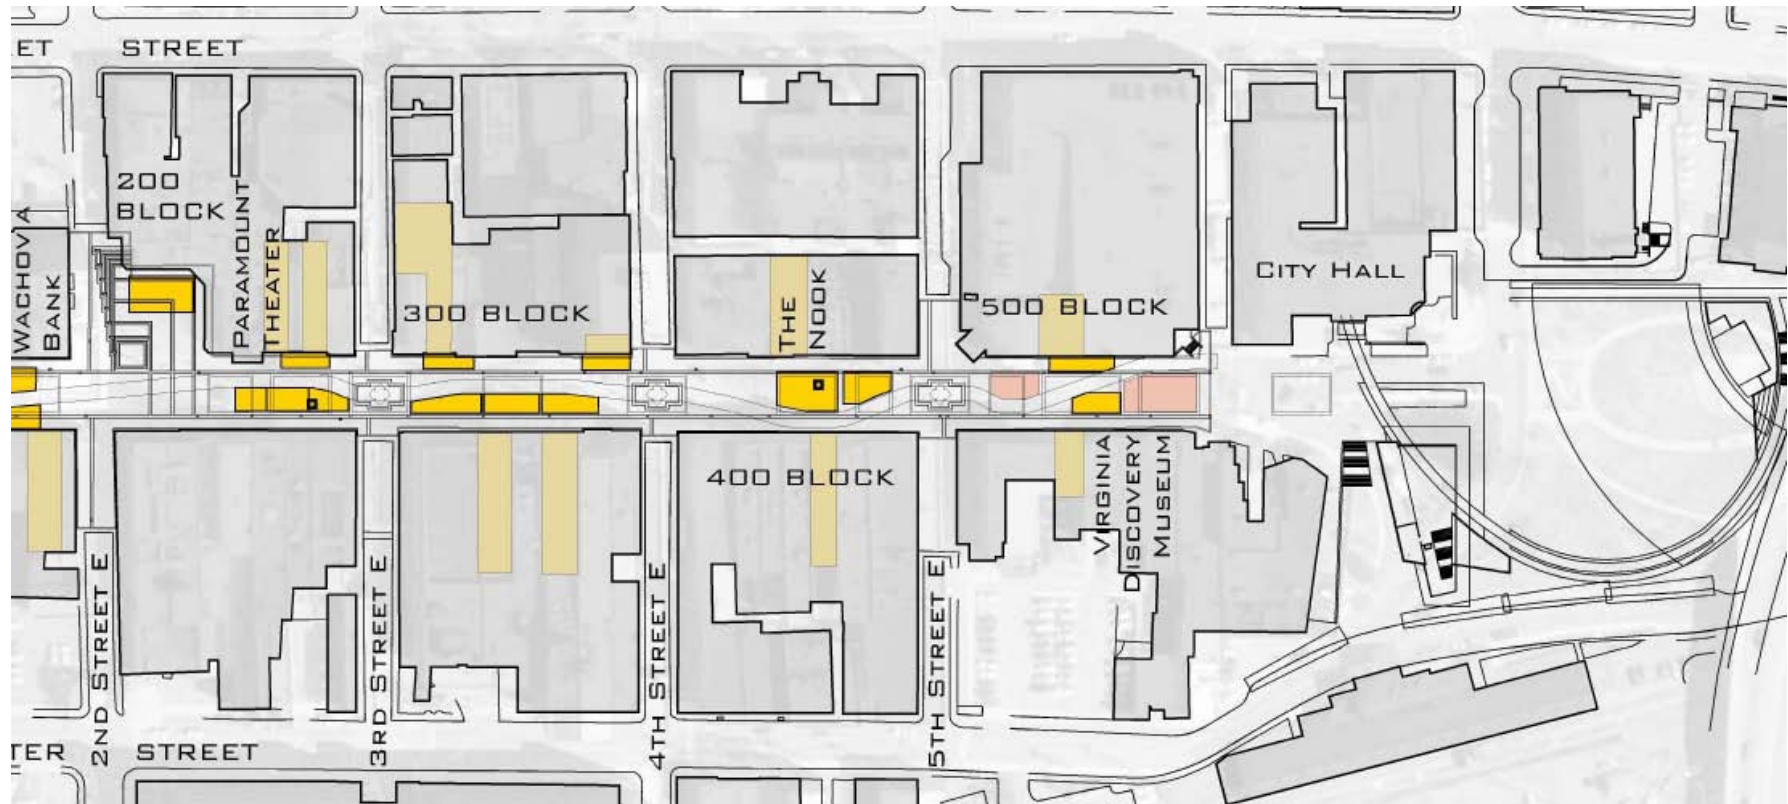 ET STREET
200
BLOCK
WACHOVIA
BANK
PARAMOUNT
THEATER
300 BLOCK
THE
NOOK
500 BLOCK
CITY HALL
400 BLOCK
VIRGINIA
DISCOVERY
MUSEUM
2ND STREET E
3RD STREET E
4TH STREET E
5TH STREET E
TER STREET